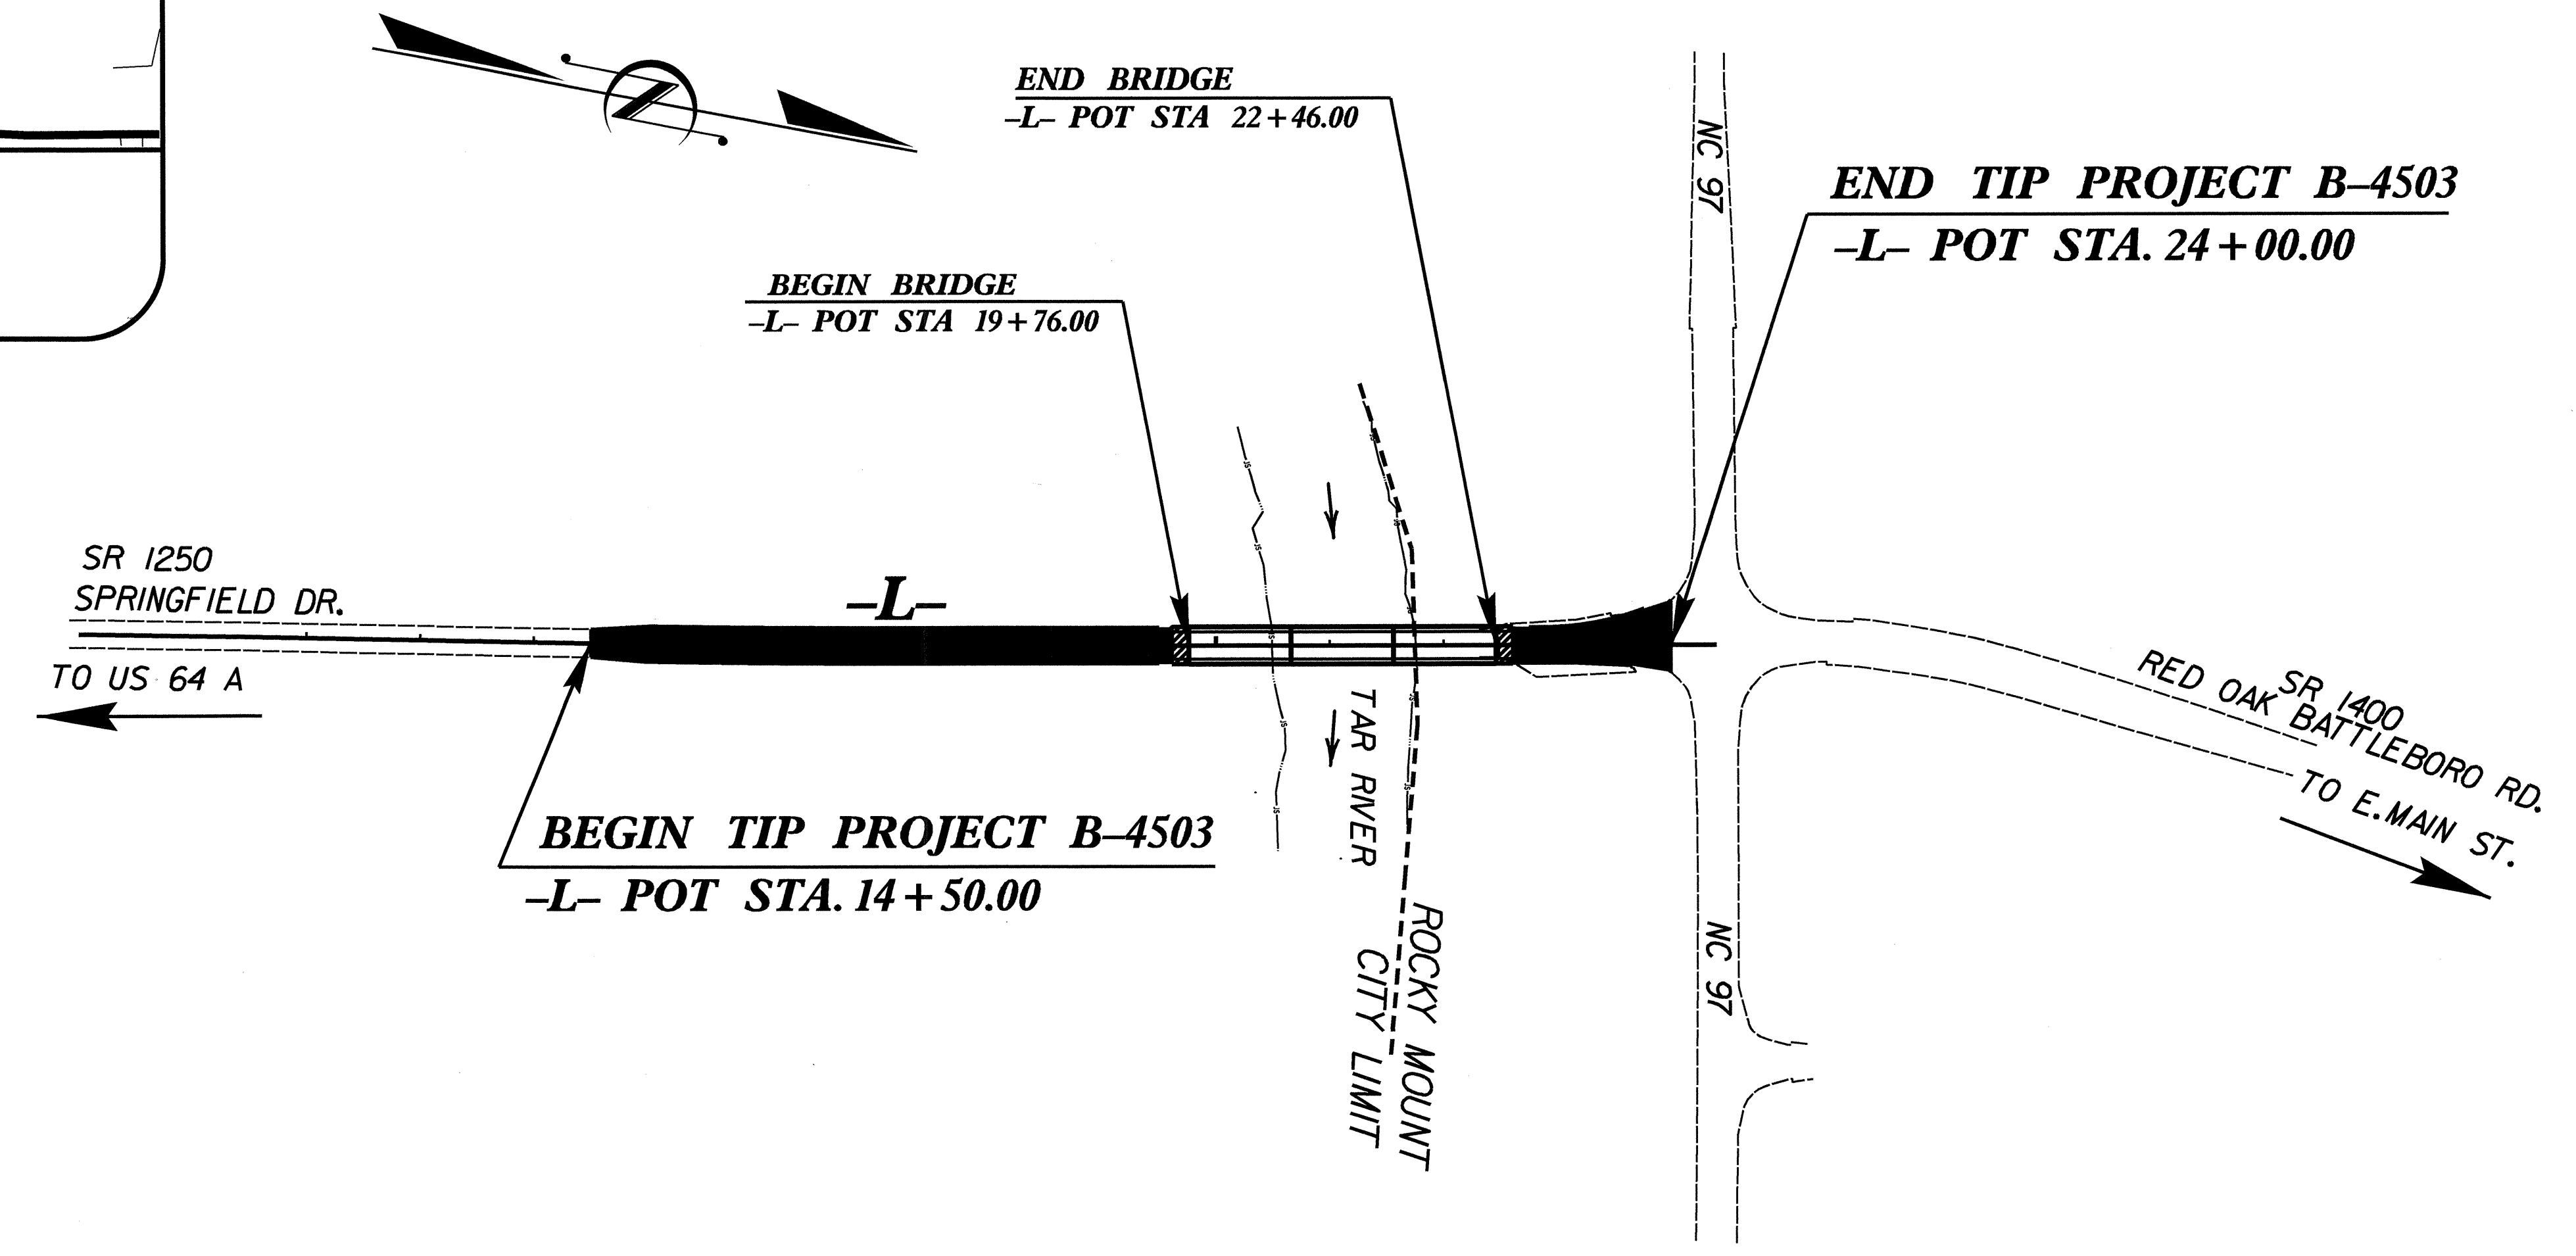 END BRIDGE
-L- POT STA 22+46.00
NC 97
END TIP PROJECT B-4503
-L- POT STA. 24+00.00
BEGIN BRIDGE
-L- POT STA 19+76.00
SR 1250
SPRINGFIELD DR.
-L-
TO US 64 A
SR 1400
RED OAK BATTLEBORO RD.
TO E. MAIN ST.
TAR RIVER
BEGIN TIP PROJECT B-4503
-L- POT STA. 14+50.00
ROCKY MOUNT
CITY LIMIT
NC 97